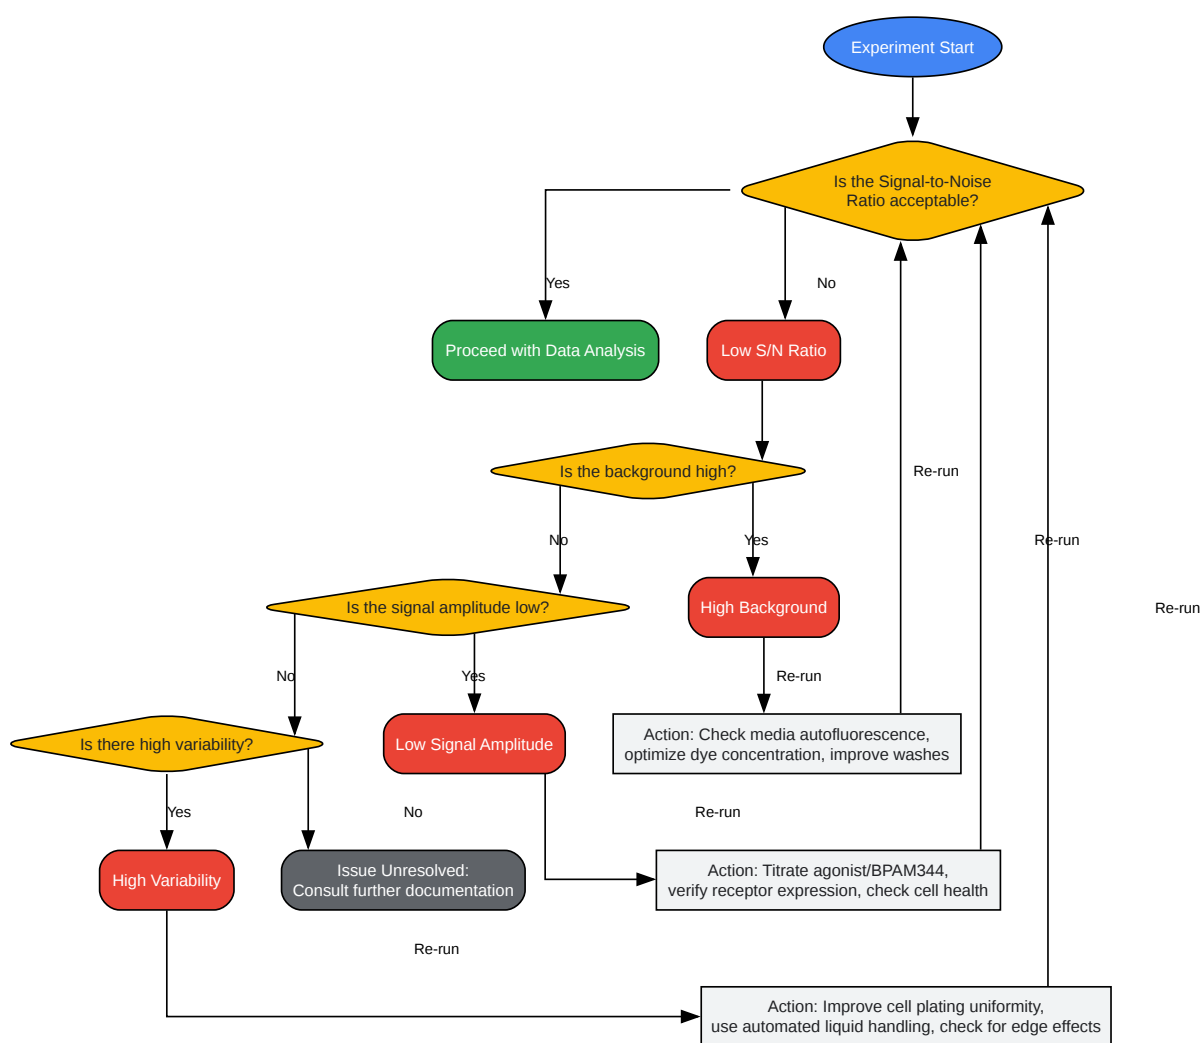 Experiment Start
Is the Signal-to-Noise
Ratio acceptable?
Yes
No
Proceed with Data Analysis
Low S/N Ratio
Is the background high?
Re-run
No
Yes
Re-run
Is the signal amplitude low?
High Background
Re-run
No
Yes
Re-run
Is there high variability?
Low Signal Amplitude
Action: Check media autofluorescence,
optimize dye concentration, improve washes
Yes
No
Re-run
High Variability
Issue Unresolved:
Consult further documentation
Action: Titrate agonist/BPAM344,
verify receptor expression, check cell health
Re-run
Action: Improve cell plating uniformity,
use automated liquid handling, check for edge effects